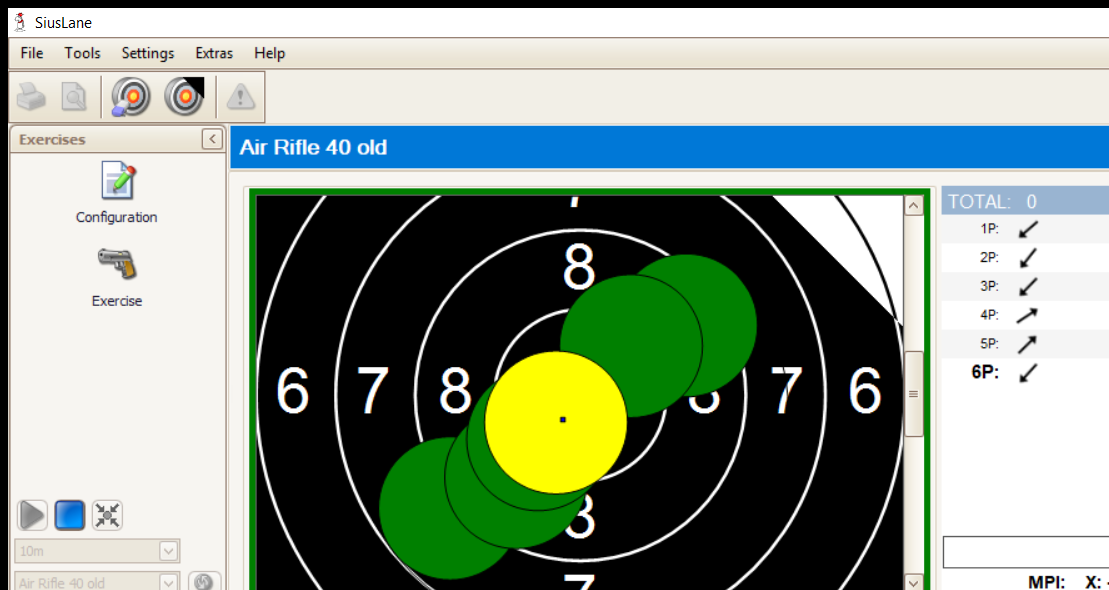 SiusLane
File Tools Settings Extras Help
Exercises
Air Rifle 40 old
Configuration
Exercise
10m
Air Rifle 40 old
7
8
6 7 8 8 7 6
8
7
TOTAL: 0
1P:
2P:
3P:
4P:
5P:
6P:
MPI: X: -